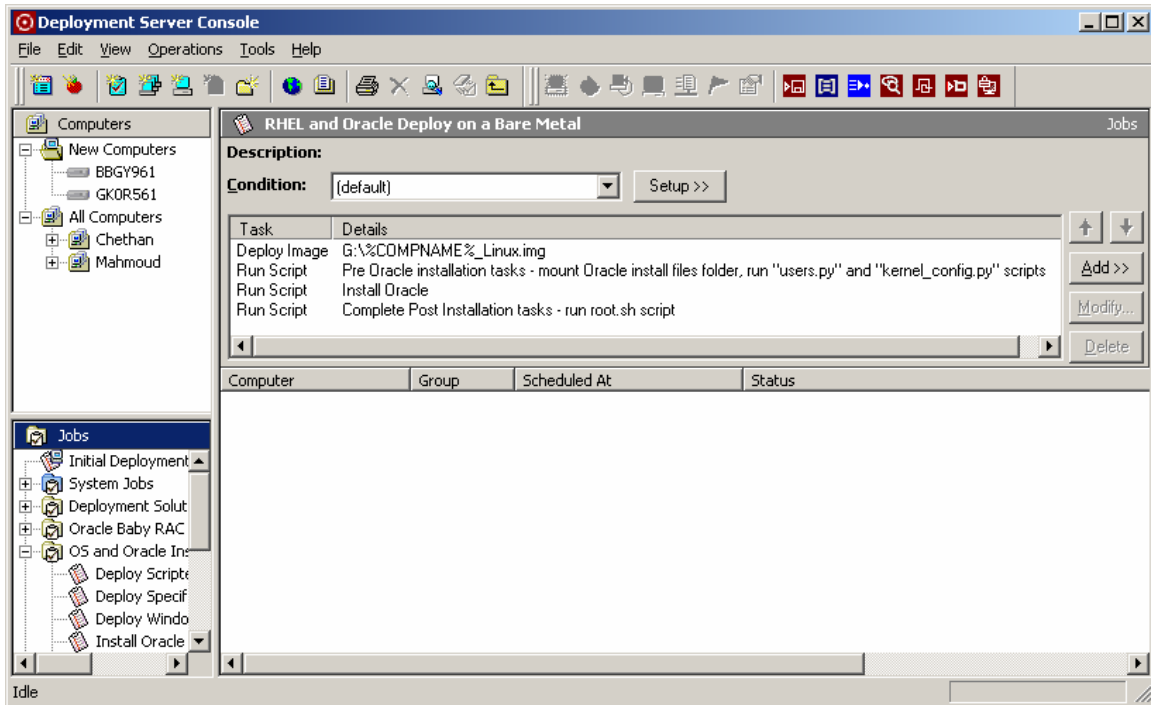 Deployment Server Console
File Edit View Operations Tools Help
Computers
New Computers
BBGY961
GK0R561
All Computers
Chethan
Mahmoud
RHEL and Oracle Deploy on a Bare Metal Jobs
Description:
Condition: (default) Setup >>
Task Details
Deploy Image G:\%COMPNAME%_Linux.img
Run Script Pre Oracle installation tasks - mount Oracle install files folder, run "users.py" and "kernel_config.py" scripts
Run Script Install Oracle
Run Script Complete Post Installation tasks - run root.sh script
Add >>
Modify...
Delete
Computer Group Scheduled At Status
Jobs
Initial Deployment
System Jobs
Deployment Solut
Oracle Baby RAC
OS and Oracle Ins
Deploy Scripte
Deploy Specif
Deploy Windo
Install Oracle
Idle